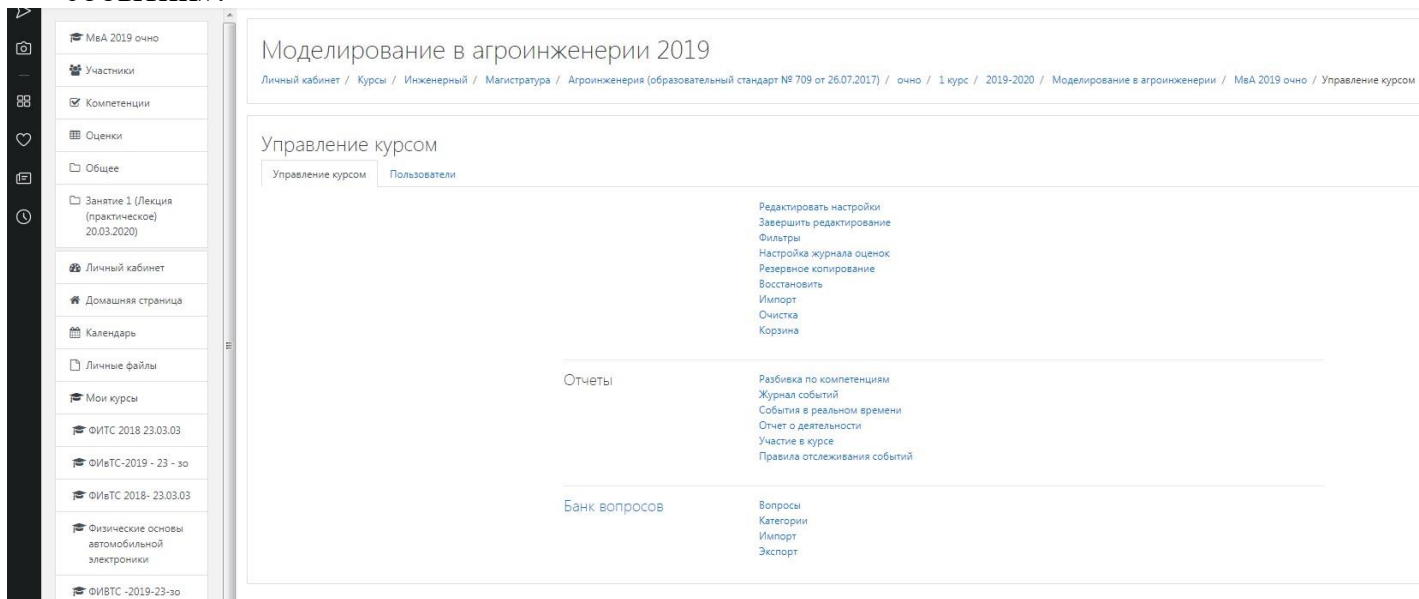 МвА 2019 очно
Участники
Компетенции
Оценки
Общее
Занятие 1 (Лекция
(практическое)
20.03.2020)
Личный кабинет
Домашняя страница
Календарь
Личные файлы
Мои курсы
ФИТС 2018 23.03.03
ФИвТС-2019 - 23 - зо
ФИвТС 2018- 23.03.03
Физические основы
автомобильной
электроники
ФИВТС -2019-23-зо
Моделирование в агроинженерии 2019
Личный кабинет / Курсы / Инженерный / Магистратура / Агроинженерия (образовательный стандарт № 709 от 26.07.2017) / очно / 1 курс / 2019-2020 / Моделирование в агроинженерии / МвА 2019 очно / Управление курсом
Управление курсом
Управление курсом Пользователи
Редактировать настройки
Завершить редактирование
Фильтры
Настройка журнала оценок
Резервное копирование
Восстановить
Импорт
Очистка
Корзина
Отчеты
Разбивка по компетенциям
Журнал событий
События в реальном времени
Отчет о деятельности
Участие в курсе
Правила отслеживания событий
Банк вопросов
Вопросы
Категории
Импорт
Экспорт